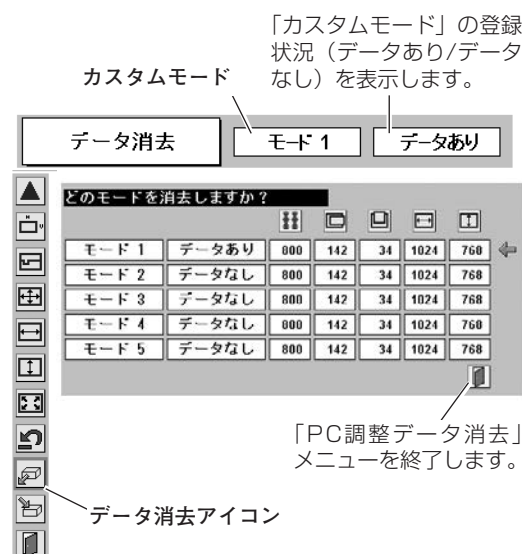 「カスタムモード」の登録
状況（データあり/データ
なし）を表示します。
カスタムモード
データ消去 モード 1 データあり
どのモードを消去しますか？
モード 1 データあり 800 142 34 1024 768
モード 2 データなし 800 142 34 1024 768
モード 3 データなし 800 142 34 1024 768
モード 4 データなし 800 142 34 1024 768
モード 5 データなし 800 142 34 1024 768
「PC調整データ消去」
メニューを終了します。
データ消去アイコン